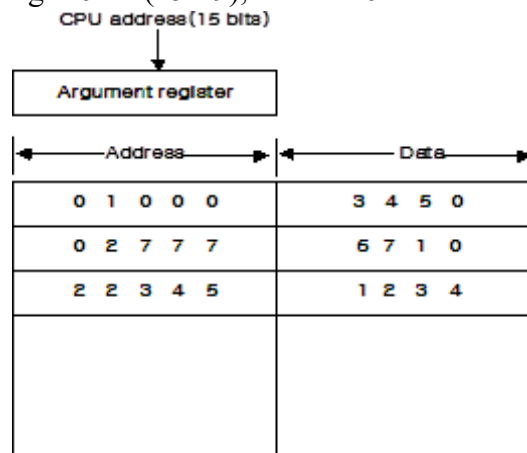 CPU address(15 bits)
Argument register
Address Data
0 1 0 0 0 3 4 5 0
0 2 7 7 7 6 7 1 0
2 2 3 4 5 1 2 3 4